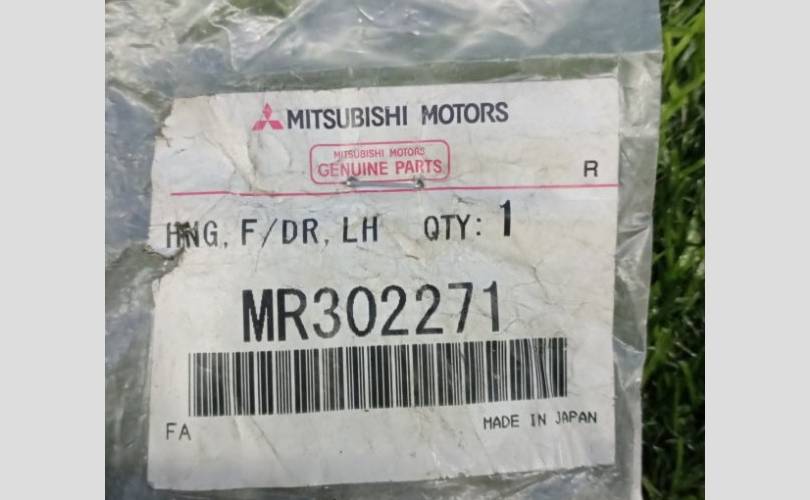 MITSUBISHI MOTORS
MITSUBISHI MOTORS
GENUINE PARTS
R
HNG, F/DR, LH QTY: 1
MR302271
FA
MADE IN JAPAN